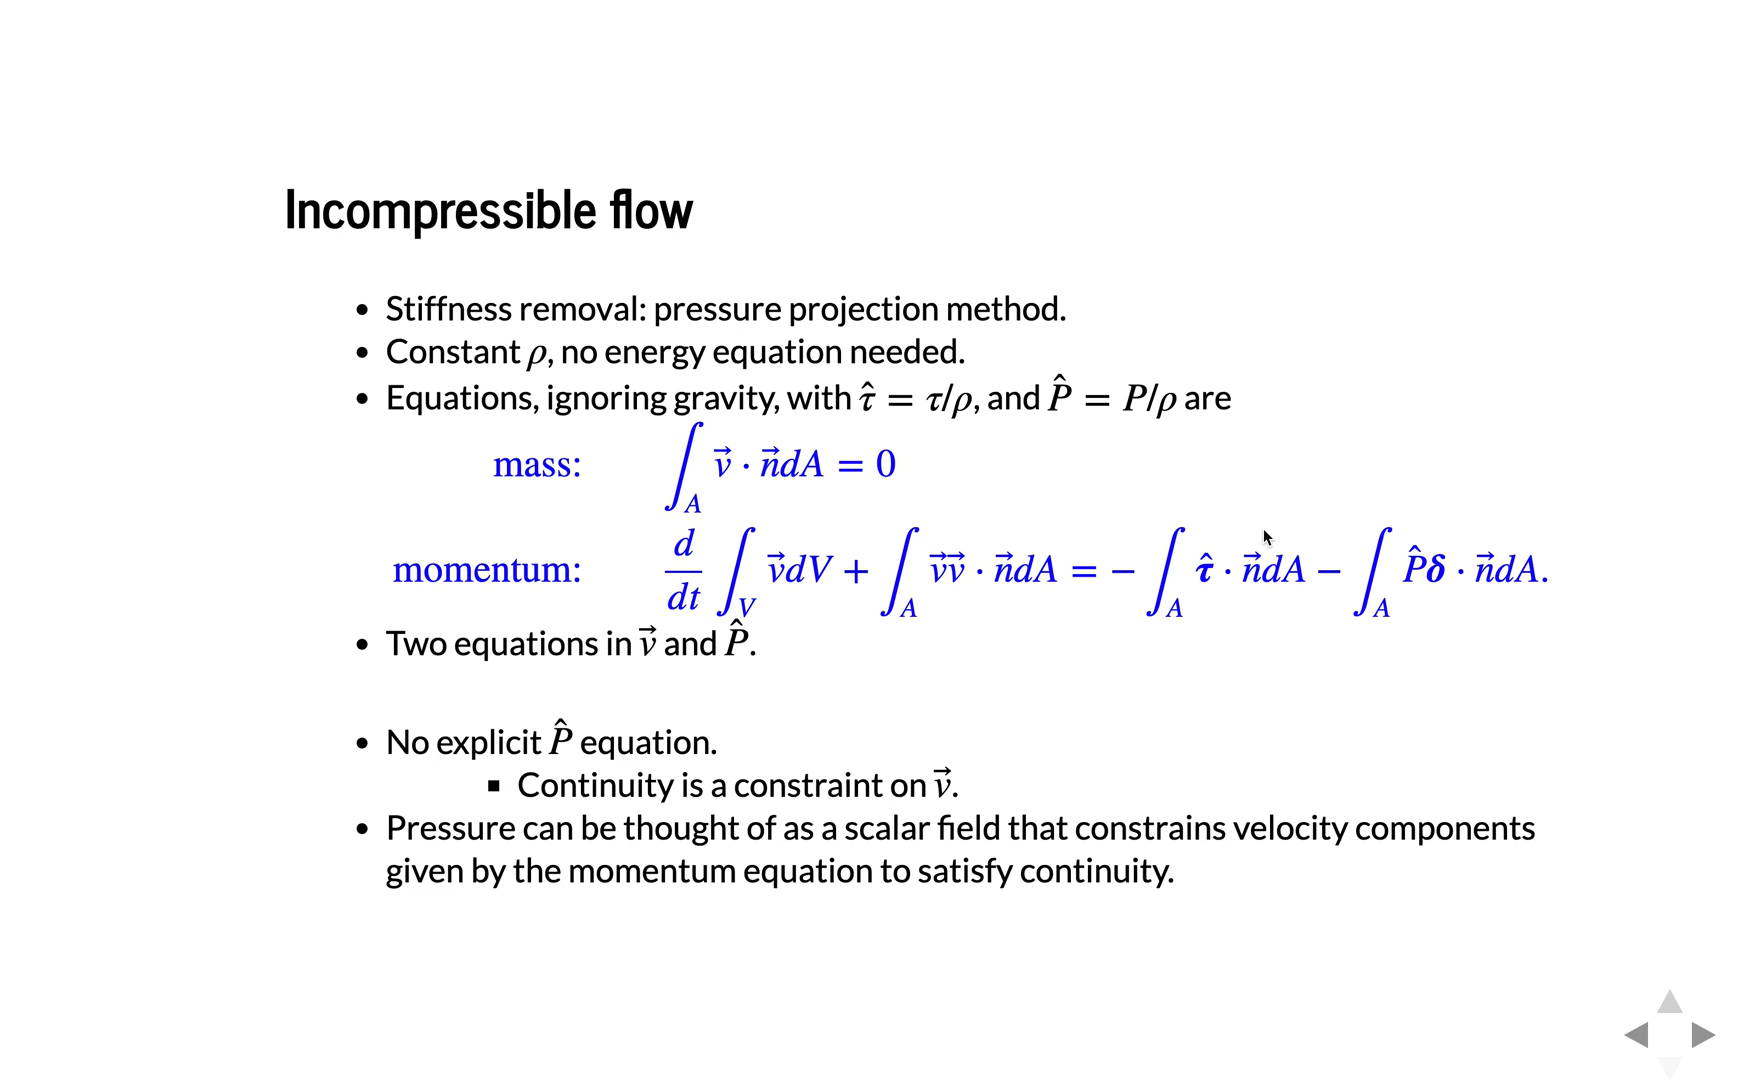 Incompressible flow
• Stiffness removal: pressure projection method.
• Constant ρ, no energy equation needed.
• Equations, ignoring gravity, with τ̂ = τ/ρ, and P̂ = P/ρ are
mass: ∫_A v⃗ · n⃗dA = 0
momentum: d/dt ∫_V v⃗dV + ∫_A v⃗v⃗ · n⃗dA = − ∫_A τ̂ · n⃗dA − ∫_A P̂δ · n⃗dA.
• Two equations in v⃗ and P̂.
• No explicit P̂ equation.
▪ Continuity is a constraint on v⃗.
• Pressure can be thought of as a scalar field that constrains velocity components
given by the momentum equation to satisfy continuity.